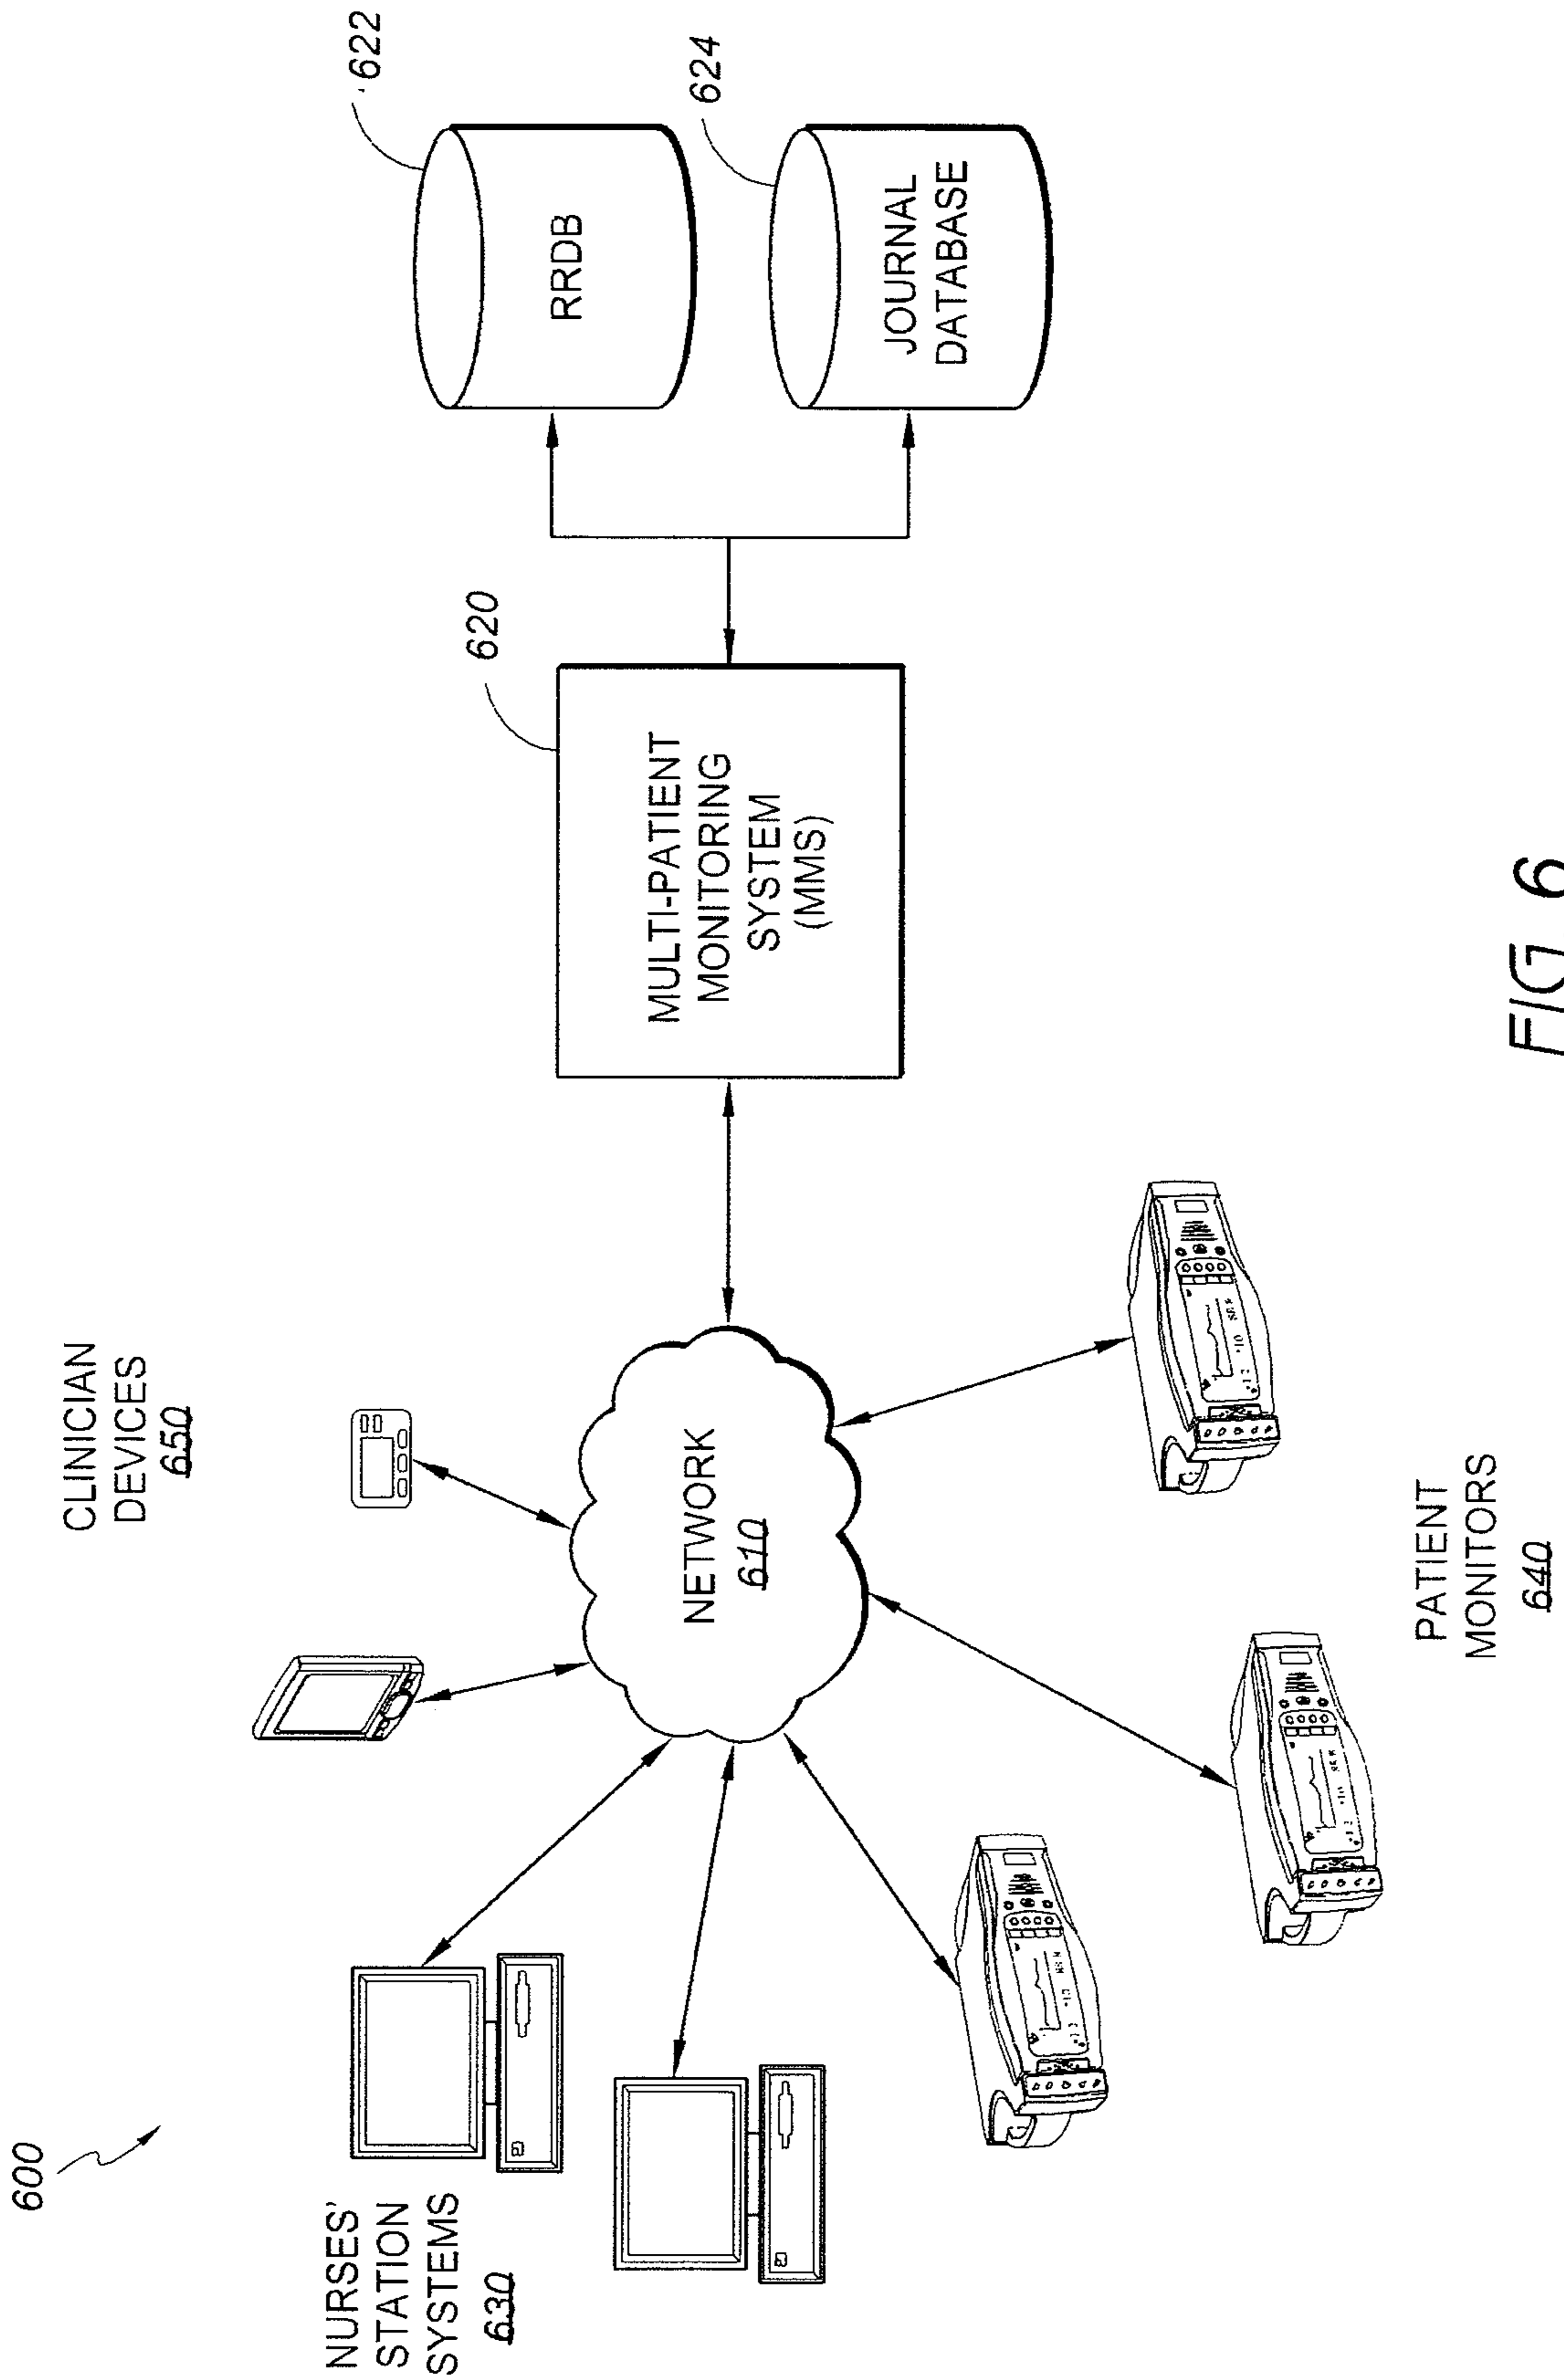 600
CLINICIAN
DEVICES
650
NURSES'
STATION
SYSTEMS
630
NETWORK
610
620
MULTI-PATIENT
MONITORING
SYSTEM
(MMS)
622
RRDB
624
JOURNAL
DATABASE
PATIENT
MONITORS
640
FIG. 6